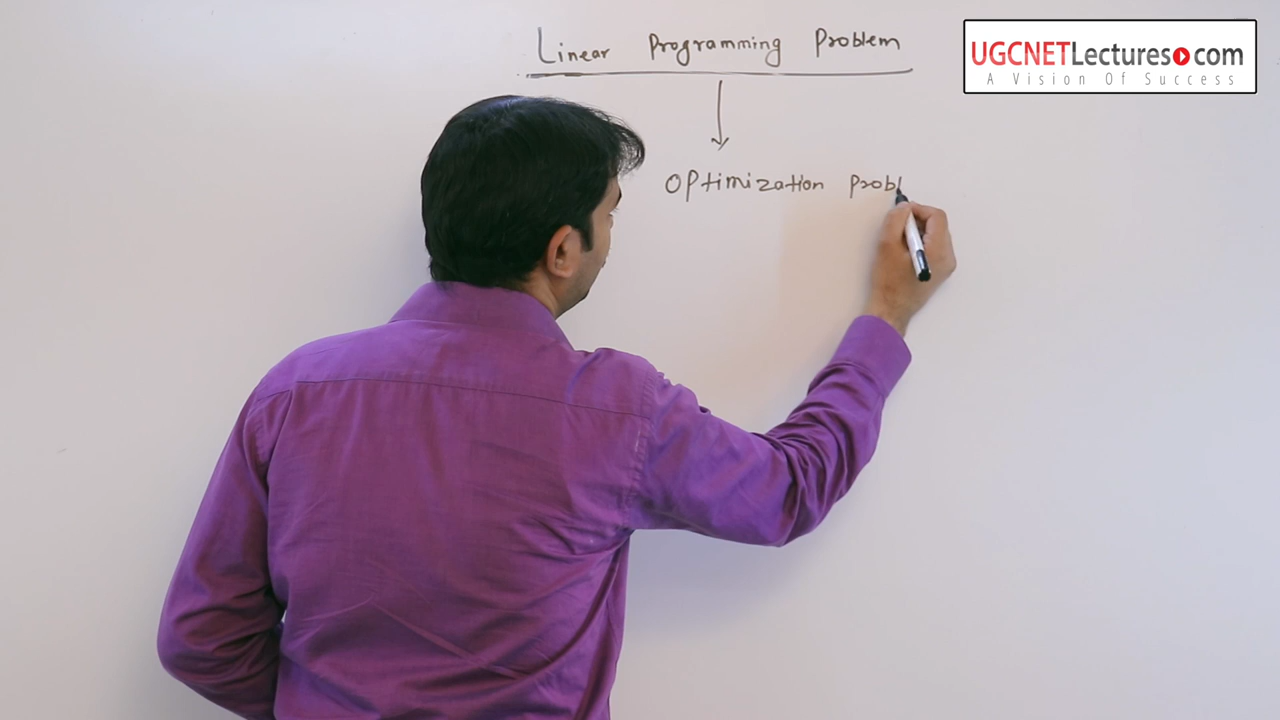 Linear Programming Problem
UGCNETLectures.com
A Vision Of Success
Optimization Probl